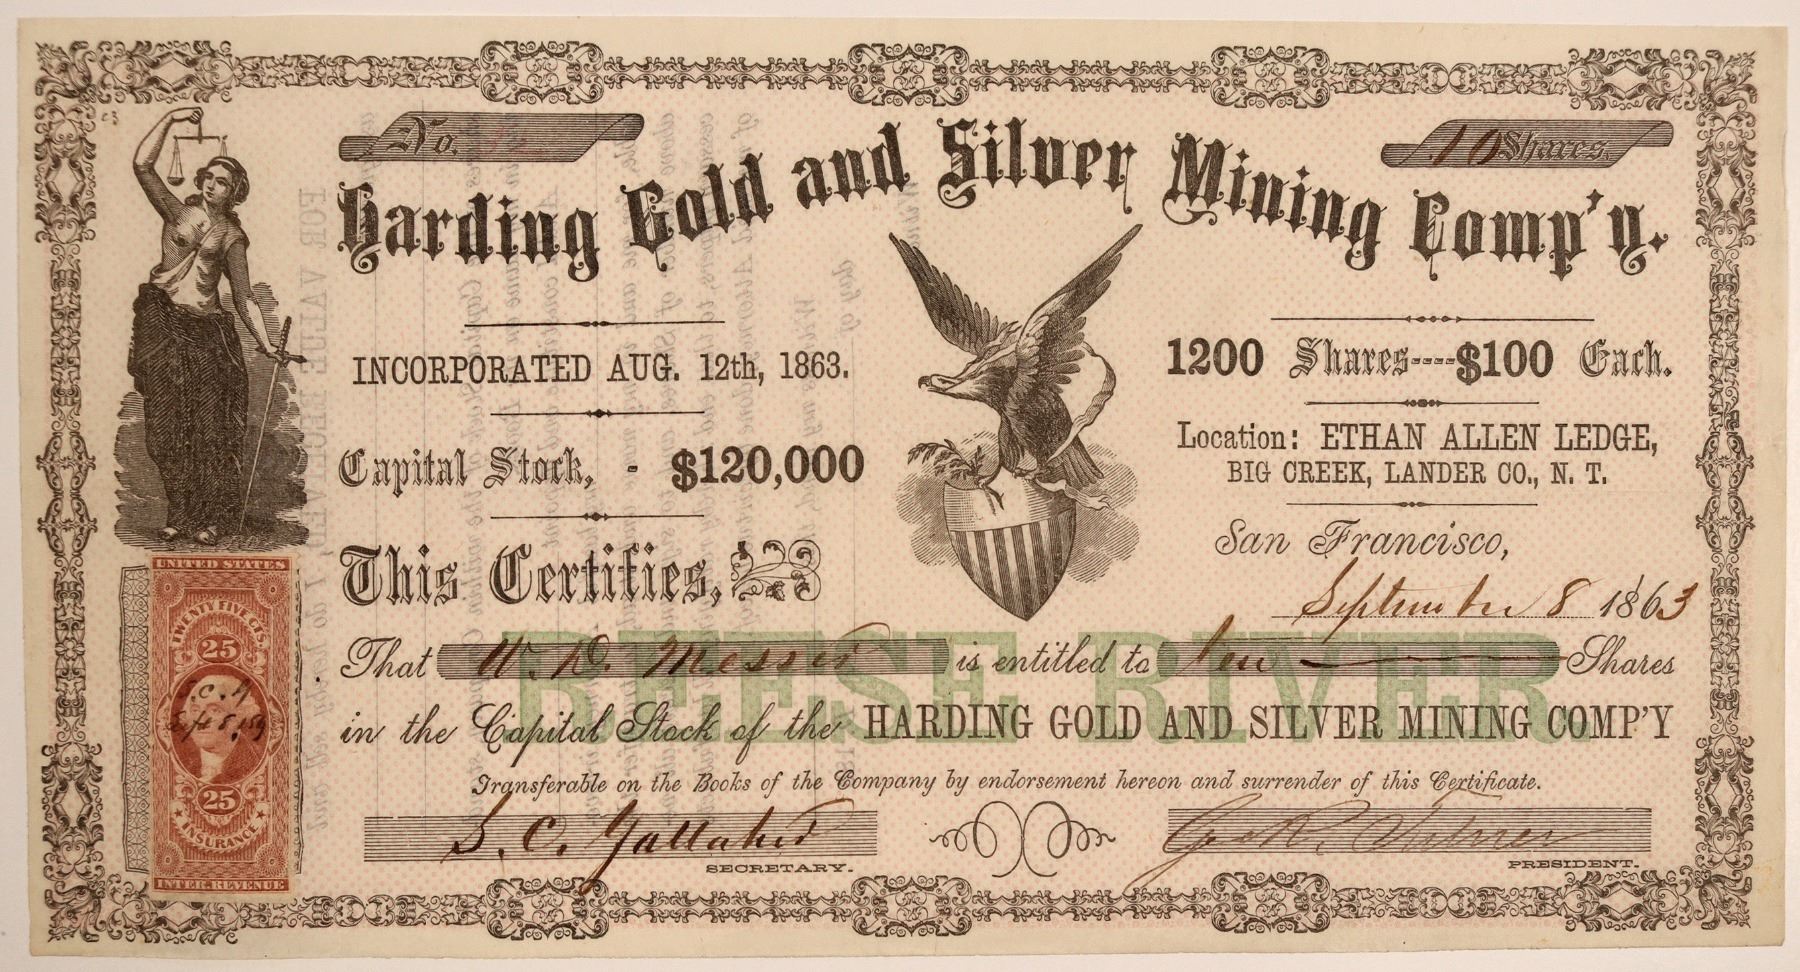 No.
10 Shares.
Harding Gold and Silver Mining Comp'y.
INCORPORATED AUG. 12th, 1863.
1200 Shares----$100 Each.
Capital Stock, - $120,000
Location: ETHAN ALLEN LEDGE,
BIG CREEK, LANDER CO., N. T.
San Francisco,
September 8 1863
This Certifies,
REESE RIVER
That W. D. Messer is entitled to Ten Shares
in the Capital Stock of the HARDING GOLD AND SILVER MINING COMP'Y
Transferable on the Books of the Company by endorsement hereon and surrender of this Certificate.
S. C. Gallaher
SECRETARY.
PRESIDENT.
UNITED STATES
TWENTY FIVE CTS.
25
S. C. G
Sept 8,
25
INSURANCE
INTER. REVENUE